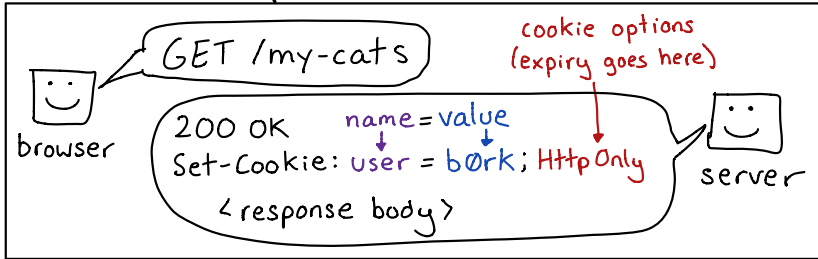 cookie options
(expiry goes here)
GET /my-cats
browser
200 OK
name=value
Set-Cookie: user = b0rk; HttpOnly
<response body>
server